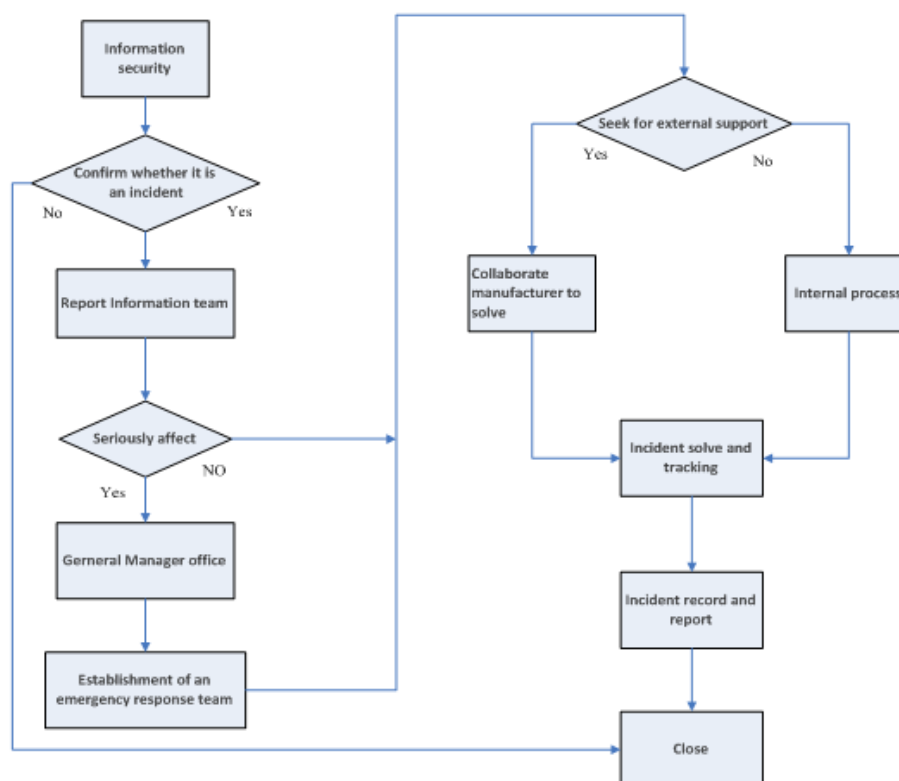 Information
security
Confirm whether it is
an incident
No
Yes
Report Information team
Seriously affect
NO
Yes
Gerneral Manager office
Establishment of an
emergency response team
Seek for external support
Yes
No
Collaborate
manufacturer to
solve
Internal process
Incident solve and
tracking
Incident record and
report
Close